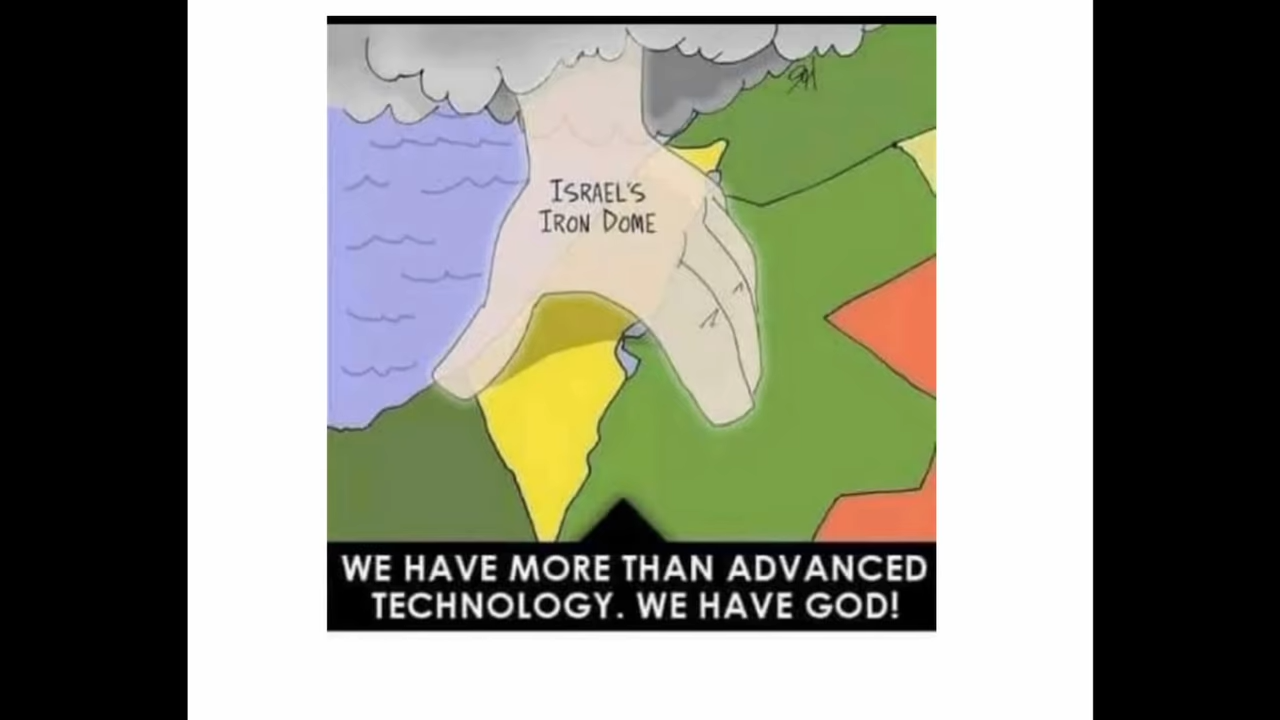 ISRAEL'S
IRON DOME
WE HAVE MORE THAN ADVANCED
TECHNOLOGY. WE HAVE GOD!